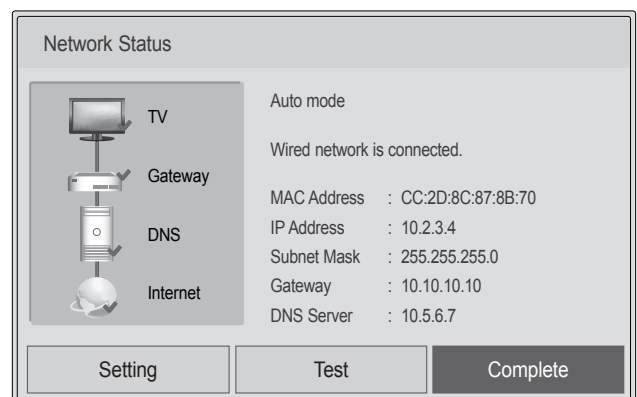 Network Status
TV
Gateway
DNS
Internet
Auto mode
Wired network is connected.
MAC Address : CC:2D:8C:87:8B:70
IP Address : 10.2.3.4
Subnet Mask : 255.255.255.0
Gateway : 10.10.10.10
DNS Server : 10.5.6.7
Setting
Test
Complete